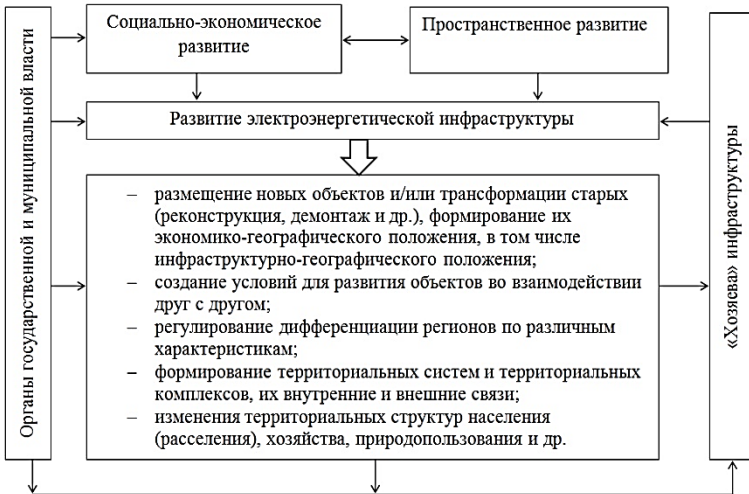 Органы государственной и муниципальной власти
Социально-экономическое
развитие
Пространственное развитие
Развитие электроэнергетической инфраструктуры
– размещение новых объектов и/или трансформации старых
(реконструкция, демонтаж и др.), формирование их
экономико-географического положения, в том числе
инфраструктурно-географического положения;
– создание условий для развития объектов во взаимодействии
друг с другом;
– регулирование дифференциации регионов по различным
характеристикам;
– формирование территориальных систем и территориальных
комплексов, их внутренние и внешние связи;
– изменения территориальных структур населения
(расселения), хозяйства, природопользования и др.
«Хозяева» инфраструктуры